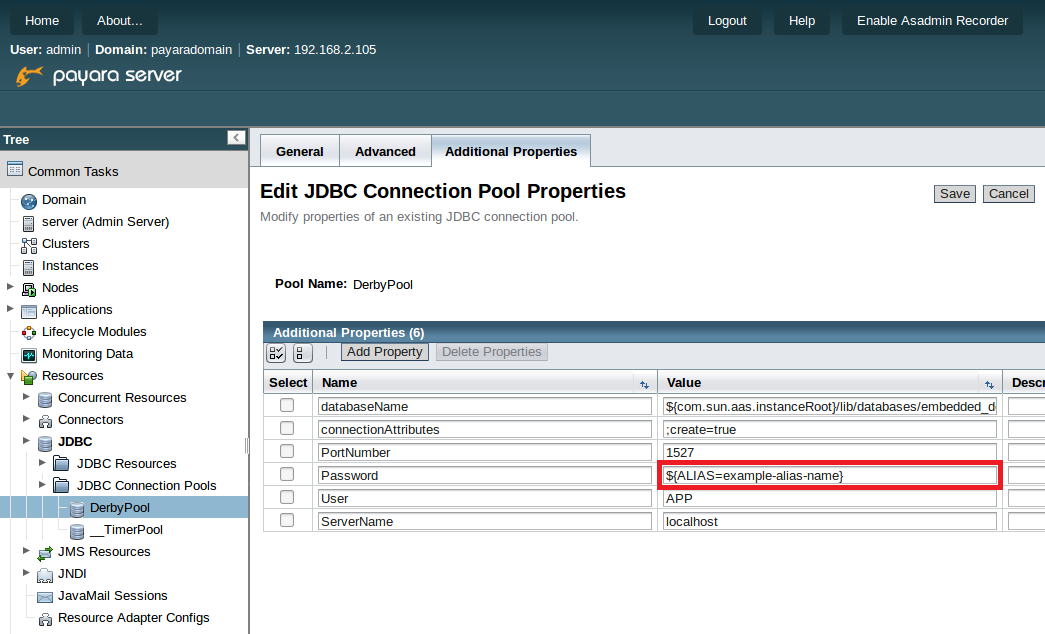 Home About... Logout Help Enable Asadmin Recorder
User: admin Domain: payaradomain Server: 192.168.2.105
payara server
Tree
Common Tasks
Domain
server (Admin Server)
Clusters
Instances
Nodes
Applications
Lifecycle Modules
Monitoring Data
Resources
Concurrent Resources
Connectors
JDBC
JDBC Resources
JDBC Connection Pools
DerbyPool
__TimerPool
JMS Resources
JNDI
JavaMail Sessions
Resource Adapter Configs
General Advanced Additional Properties
Edit JDBC Connection Pool Properties
Save Cancel
Modify properties of an existing JDBC connection pool.
Pool Name: DerbyPool
Additional Properties (6)
Add Property Delete Properties
Select Name Value Descr
databaseName ${com.sun.aas.instanceRoot}/lib/databases/embedded_d
connectionAttributes ;create=true
PortNumber 1527
Password ${ALIAS=example-alias-name}
User APP
ServerName localhost